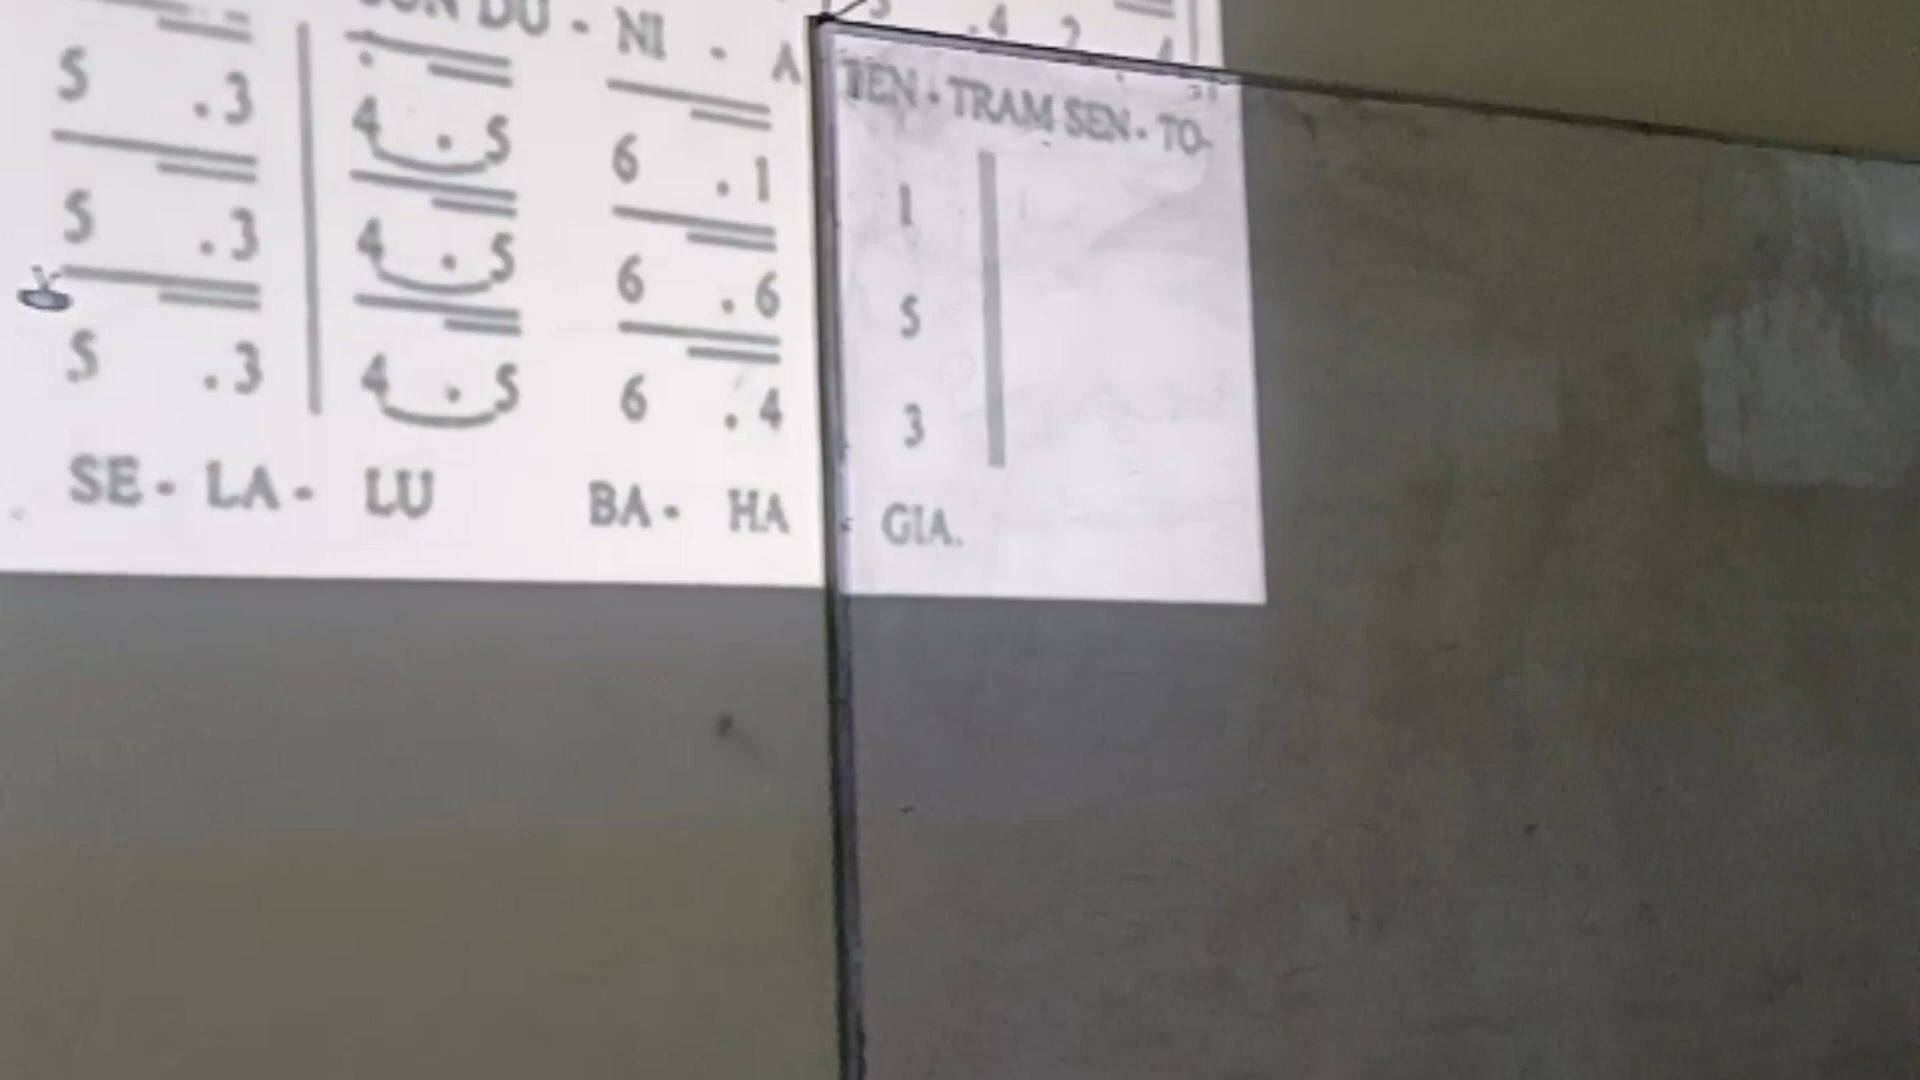 DU - NI - A TEN - TRAM SEN - TO-
5 .3 | 4 . 5 6 .1 1 |
5 .3 | 4 . 5 6 .6 5 |
5 .3 | 4 . 5 6 .4 3 |
SE - LA - LU BA - HA - GIA.